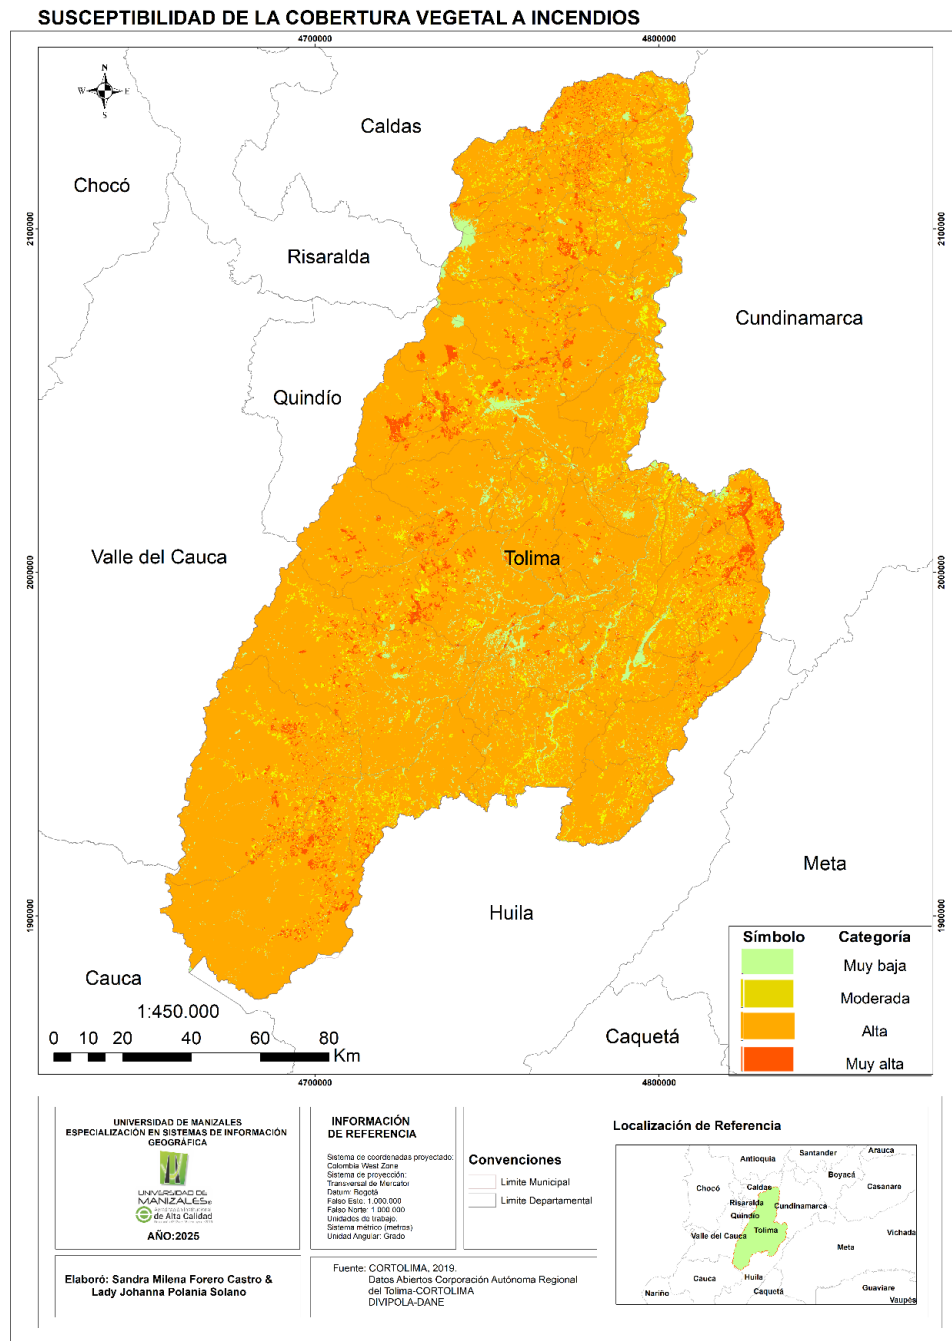 SUSCEPTIBILIDAD DE LA COBERTURA VEGETAL A INCENDIOS
4700000
4800000
N
W E
S
Caldas
Chocó
2100000
2100000
Risaralda
Cundinamarca
Quindío
Valle del Cauca
Tolima
2000000
2000000
Meta
Huila
1900000
1900000
Cauca
Caquetá
Símbolo Categoría
Muy baja
Moderada
Alta
Muy alta
1:450.000
0 10 20 40 60 80
Km
4700000
4800000
UNIVERSIDAD DE MANIZALES
ESPECIALIZACIÓN EN SISTEMAS DE INFORMACIÓN
GEOGRÁFICA
UNIVERSIDAD DE
MANIZALES
de Alta Calidad
AÑO:2025
Elaboró: Sandra Milena Forero Castro &
Lady Johanna Polania Solano
INFORMACIÓN
DE REFERENCIA
Sistema de coordenadas proyectado:
Colombia West Zone
Sistema de proyección:
Transversal de Mercator
Datum: Bogotá
Falso Este: 1.000.000
Falso Norte: 1.000.000
Unidades de trabajo.
Sistema métrico (metros)
Unidad Angular: Grado
Convenciones
Limite Municipal
Limite Departamental
Fuente: CORTOLIMA, 2019.
Datos Abiertos Corporación Autónoma Regional
del Tolima-CORTOLIMA
DIVIPOLA-DANE
Localización de Referencia
Antioquia
Santander
Arauca
Boyacá
Chocó
Caldas
Casanare
Risaralda
Cundinamarca
Quindío
Tolima
Valle del Cauca
Vichada
Meta
Cauca
Huila
Nariño
Caquetá
Guaviare
Vaupés